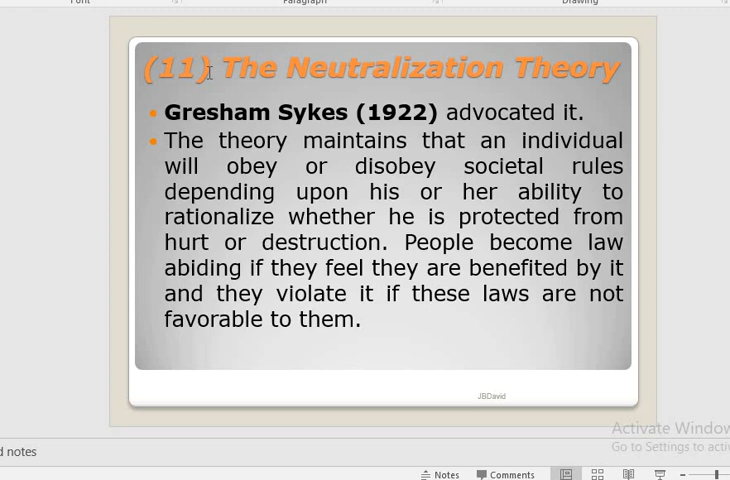 Font Paragraph Drawing
(11) The Neutralization Theory
• Gresham Sykes (1922) advocated it.
• The theory maintains that an individual
will obey or disobey societal rules
depending upon his or her ability to
rationalize whether he is protected from
hurt or destruction. People become law
abiding if they feel they are benefited by it
and they violate it if these laws are not
favorable to them.
JBDavid
Activate Window
Go to Settings to activ
d notes
Notes Comments